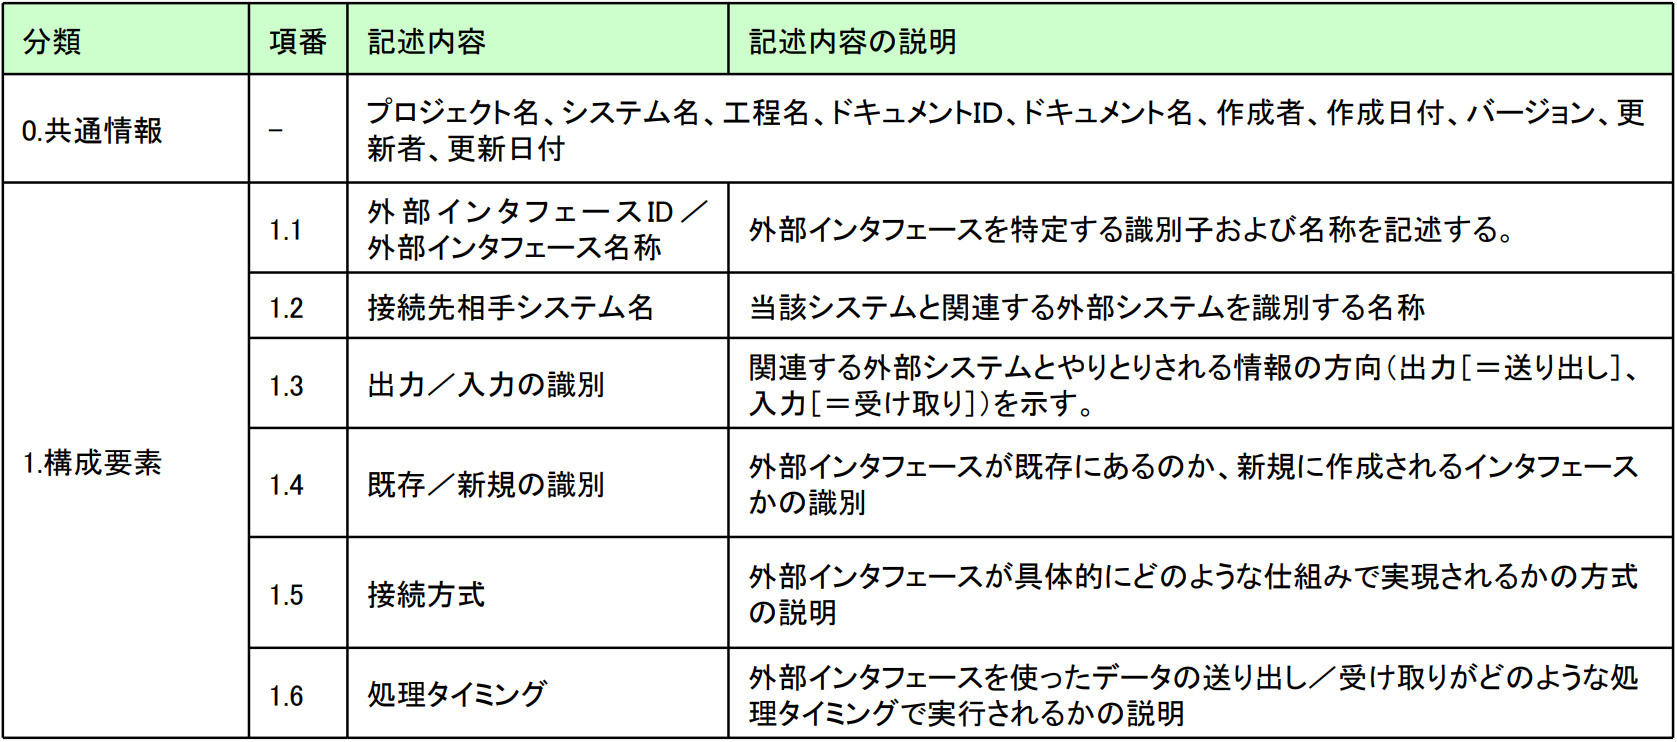 分類 項番 記述内容 記述内容の説明
0.共通情報
－
プロジェクト名、システム名、工程名、ドキュメントID、ドキュメント名、作成者、作成日付、バージョン、更
新者、更新日付
1.構成要素
1.1
外部インタフェースID／
外部インタフェース名称
外部インタフェースを特定する識別子および名称を記述する。
1.2
接続先相手システム名
当該システムと関連する外部システムを識別する名称
1.3
出力／入力の識別
関連する外部システムとやりとりされる情報の方向（出力［＝送り出し］、
入力［＝受け取り］）を示す。
1.4
既存／新規の識別
外部インタフェースが既存にあるのか、新規に作成されるインタフェース
かの識別
1.5
接続方式
外部インタフェースが具体的にどのような仕組みで実現されるかの方式
の説明
1.6
処理タイミング
外部インタフェースを使ったデータの送り出し／受け取りがどのような処
理タイミングで実行されるかの説明